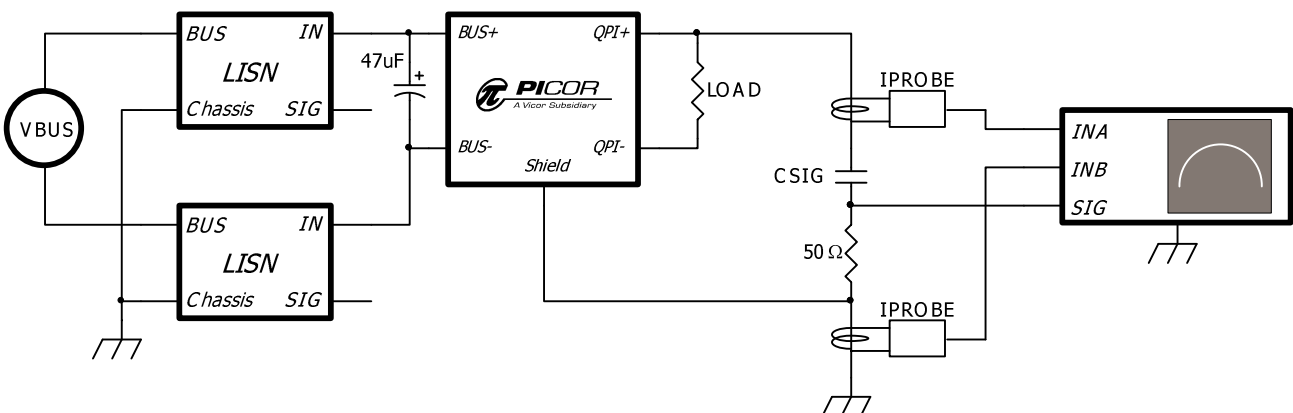 BUS IN
LISN
Chassis SIG
VBUS
47uF
+
BUS+ QPI+
PICOR
A Vicor Subsidiary
BUS- QPI-
Shield
LOAD
IPROBE
INA
INB
SIG
CSIG
50 Ω
IPROBE
BUS IN
LISN
Chassis SIG